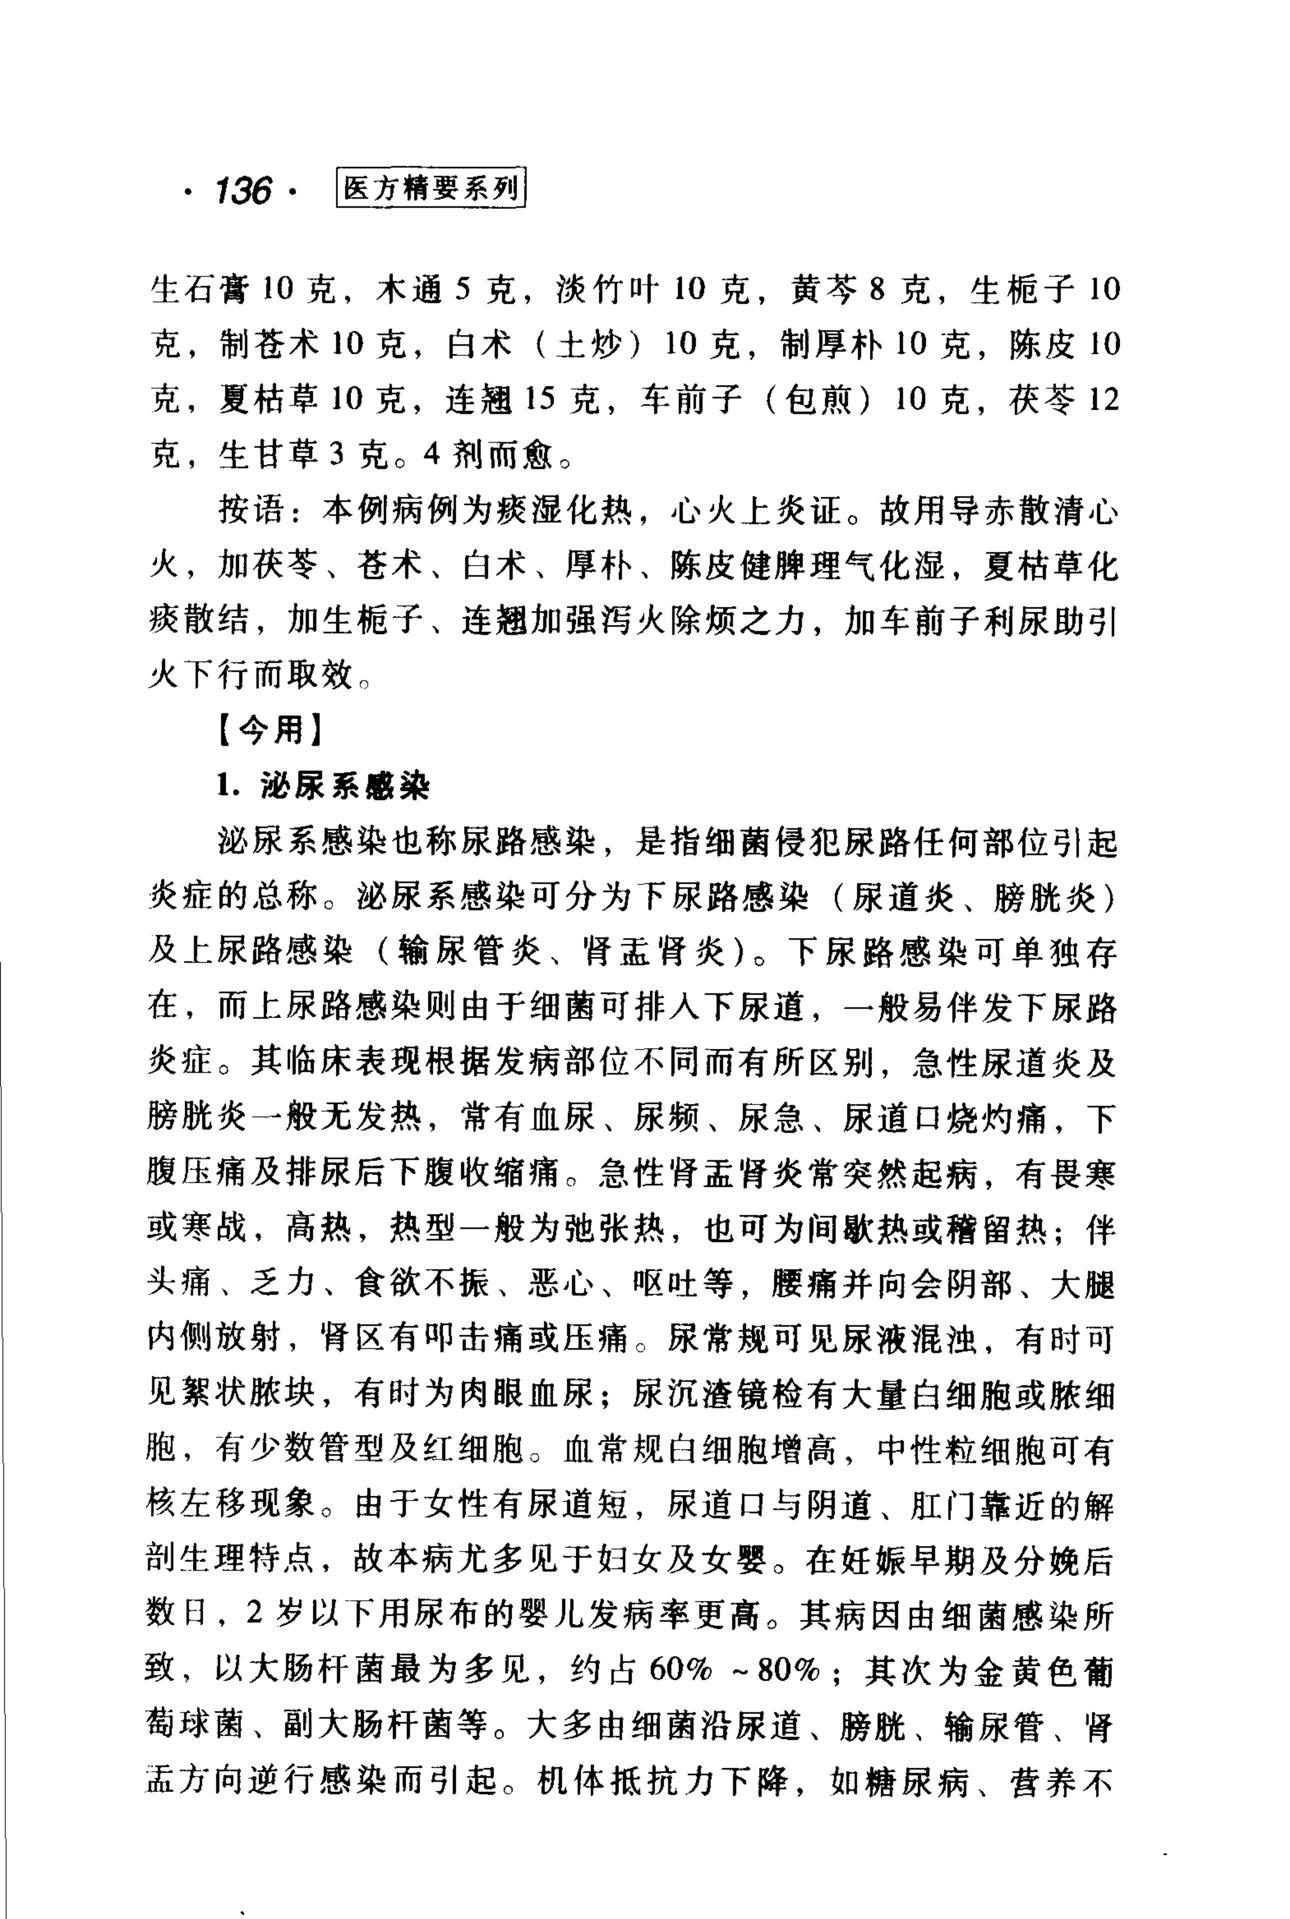 · 136 · 医方精要系列
生石膏 10 克，木通 5 克，淡竹叶 10 克，黄芩 8 克，生栀子 10
克，制苍术 10 克，白术（土炒）10 克，制厚朴 10 克，陈皮 10
克，夏枯草 10 克，连翘 15 克，车前子（包煎）10 克，茯苓 12
克，生甘草 3 克。4 剂而愈。
按语：本例病例为痰湿化热，心火上炎证。故用导赤散清心
火，加茯苓、苍术、白术、厚朴、陈皮健脾理气化湿，夏枯草化
痰散结，加生栀子、连翘加强泻火除烦之力，加车前子利尿助引
火下行而取效。
【今用】
1. 泌尿系感染
泌尿系感染也称尿路感染，是指细菌侵犯尿路任何部位引起
炎症的总称。泌尿系感染可分为下尿路感染（尿道炎、膀胱炎）
及上尿路感染（输尿管炎、肾盂肾炎）。下尿路感染可单独存
在，而上尿路感染则由于细菌可排入下尿道，一般易伴发下尿路
炎症。其临床表现根据发病部位不同而有所区别，急性尿道炎及
膀胱炎一般无发热，常有血尿、尿频、尿急、尿道口烧灼痛，下
腹压痛及排尿后下腹收缩痛。急性肾盂肾炎常突然起病，有畏寒
或寒战，高热，热型一般为弛张热，也可为间歇热或稽留热；伴
头痛、乏力、食欲不振、恶心、呕吐等，腰痛并向会阴部、大腿
内侧放射，肾区有叩击痛或压痛。尿常规可见尿液混浊，有时可
见絮状脓块，有时为肉眼血尿；尿沉渣镜检有大量白细胞或脓细
胞，有少数管型及红细胞。血常规白细胞增高，中性粒细胞可有
核左移现象。由于女性有尿道短，尿道口与阴道、肛门靠近的解
剖生理特点，故本病尤多见于妇女及女婴。在妊娠早期及分娩后
数日，2 岁以下用尿布的婴儿发病率更高。其病因由细菌感染所
致，以大肠杆菌最为多见，约占 60% ~ 80%；其次为金黄色葡
萄球菌、副大肠杆菌等。大多由细菌沿尿道、膀胱、输尿管、肾
盂方向逆行感染而引起。机体抵抗力下降，如糖尿病、营养不